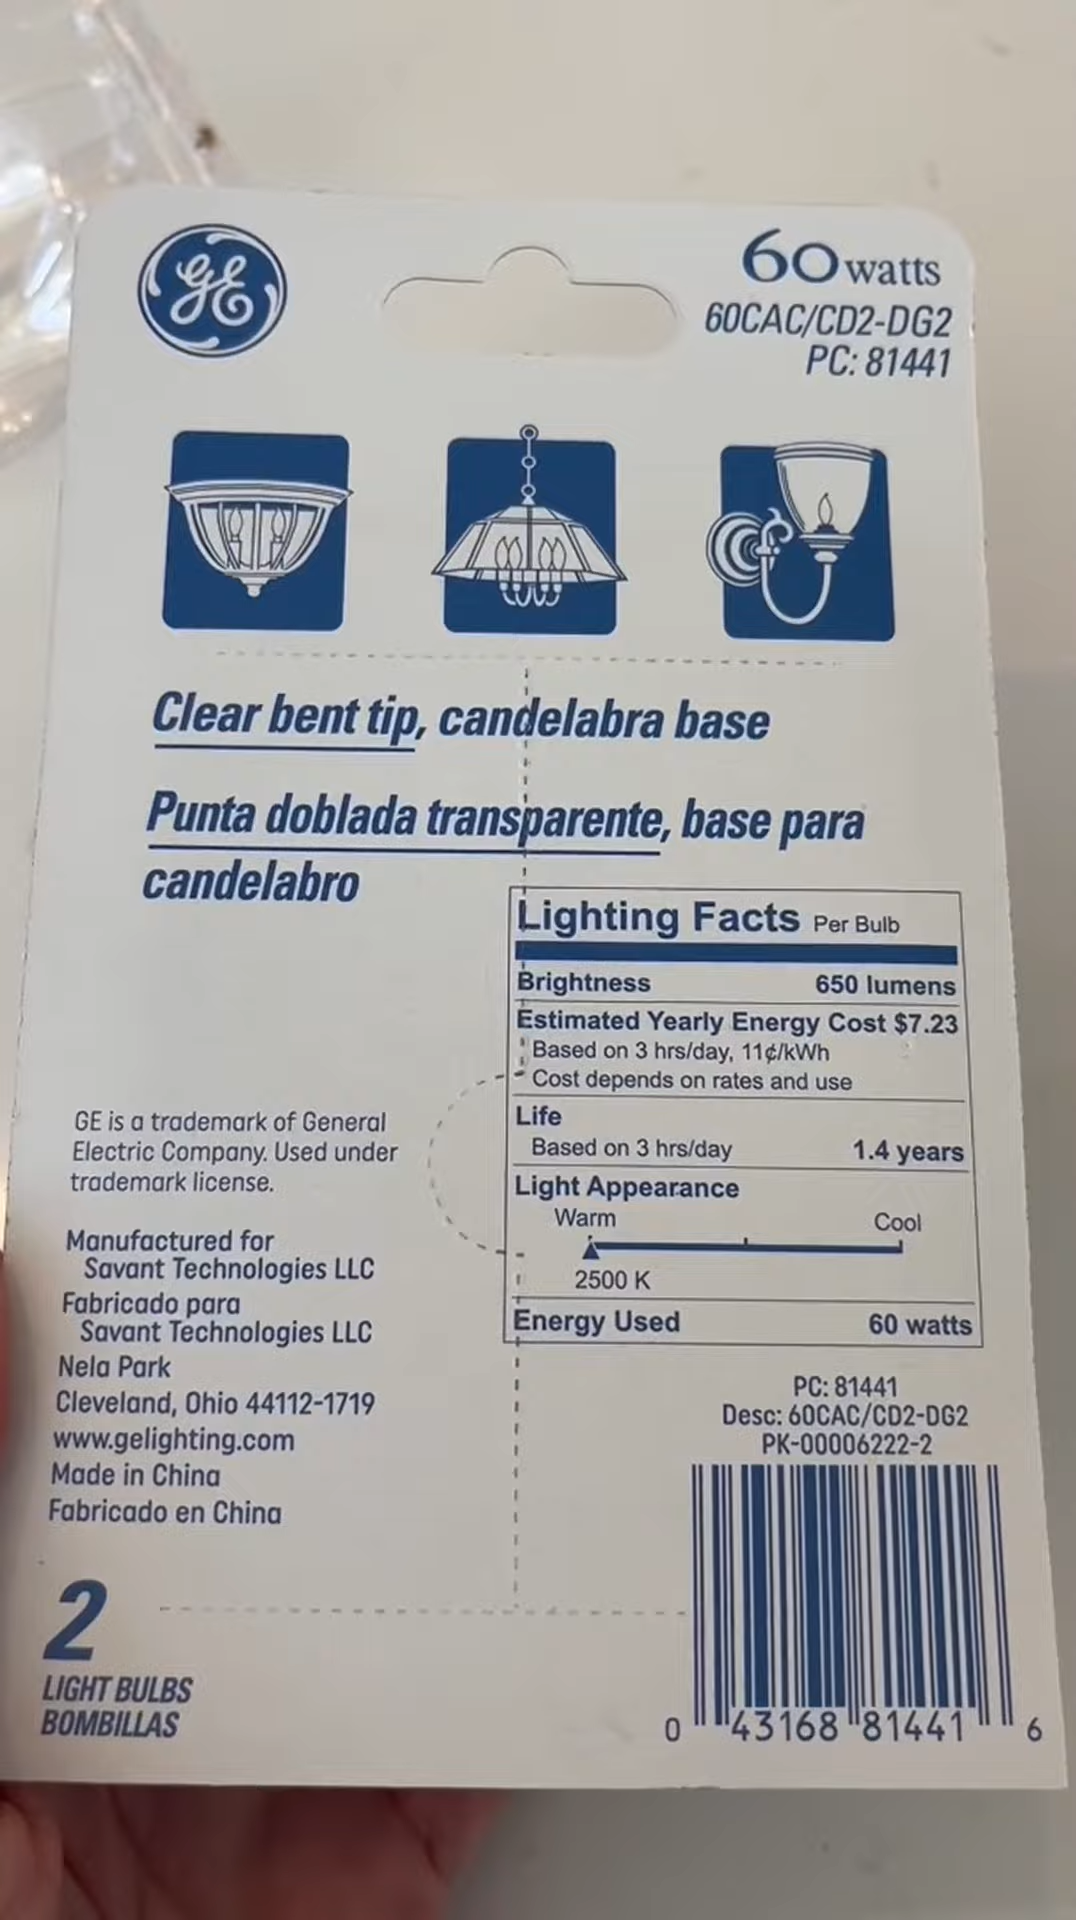 GE
60 watts
60CAC/CD2-DG2
PC: 81441
Clear bent tip, candelabra base
Punta doblada transparente, base para
candelabro
Lighting Facts Per Bulb
Brightness 650 lumens
Estimated Yearly Energy Cost $7.23
Based on 3 hrs/day, 11¢/kWh
Cost depends on rates and use
Life
Based on 3 hrs/day 1.4 years
Light Appearance
Warm Cool
2500 K
Energy Used 60 watts
GE is a trademark of General
Electric Company. Used under
trademark license.
Manufactured for
Savant Technologies LLC
Fabricado para
Savant Technologies LLC
Nela Park
Cleveland, Ohio 44112-1719
www.gelighting.com
Made in China
Fabricado en China
2
LIGHT BULBS
BOMBILLAS
PC: 81441
Desc: 60CAC/CD2-DG2
PK-00006222-2
0 43168 81441 6